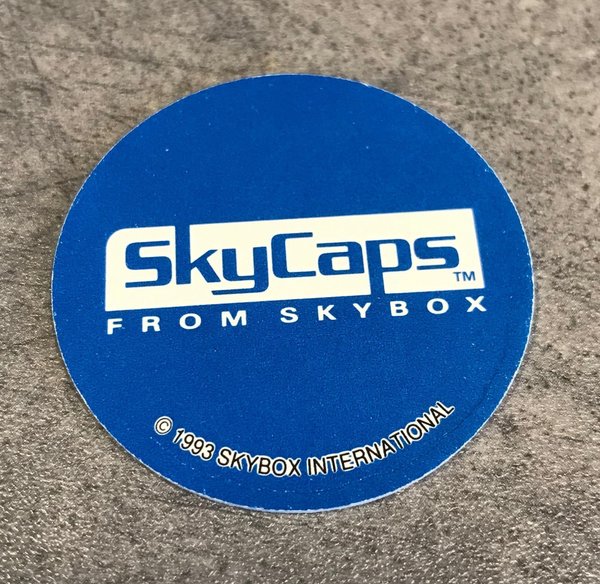 SkyCaps™
FROM SKYBOX
© 1993 SKYBOX INTERNATIONAL